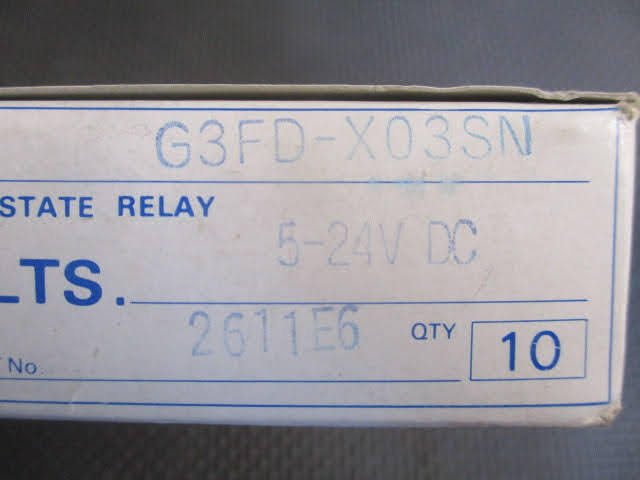 G3FD-X03SN
STATE RELAY
5-24V DC
LTS.
2611E6
QTY 10
No.